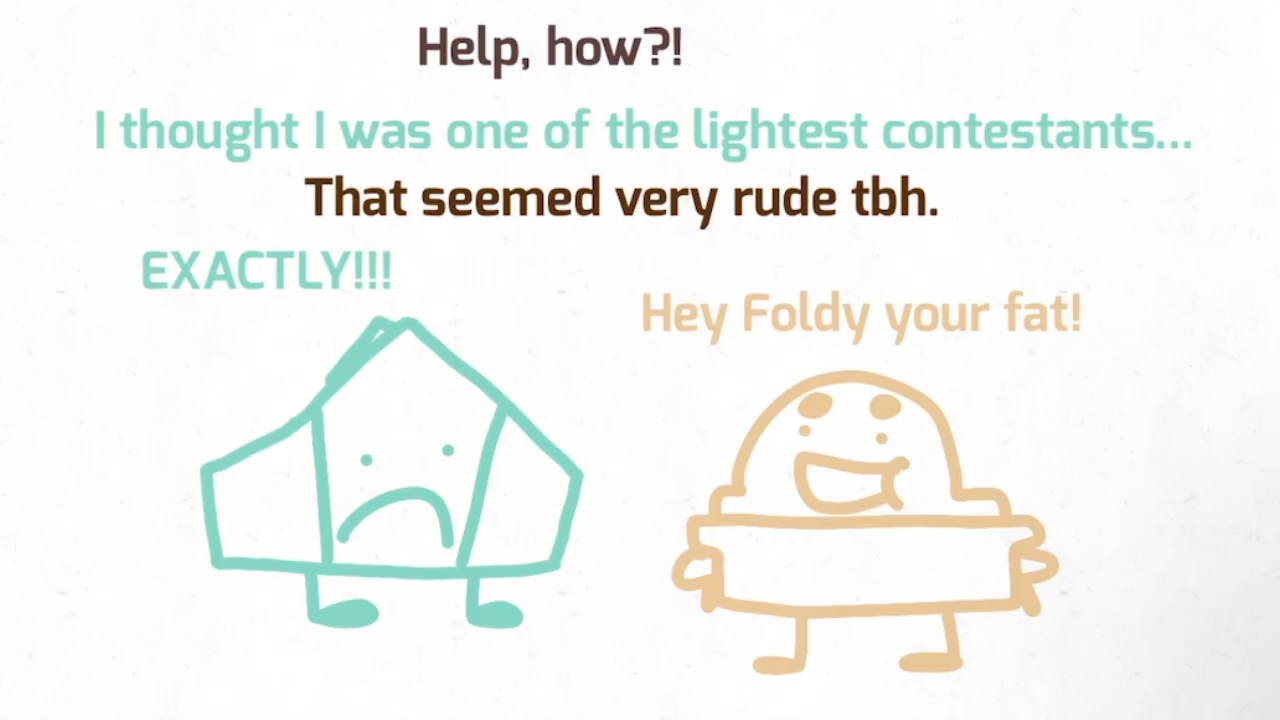 Help, how?!
I thought I was one of the lightest contestants...
That seemed very rude tbh.
EXACTLY!!!
Hey Foldy your fat!